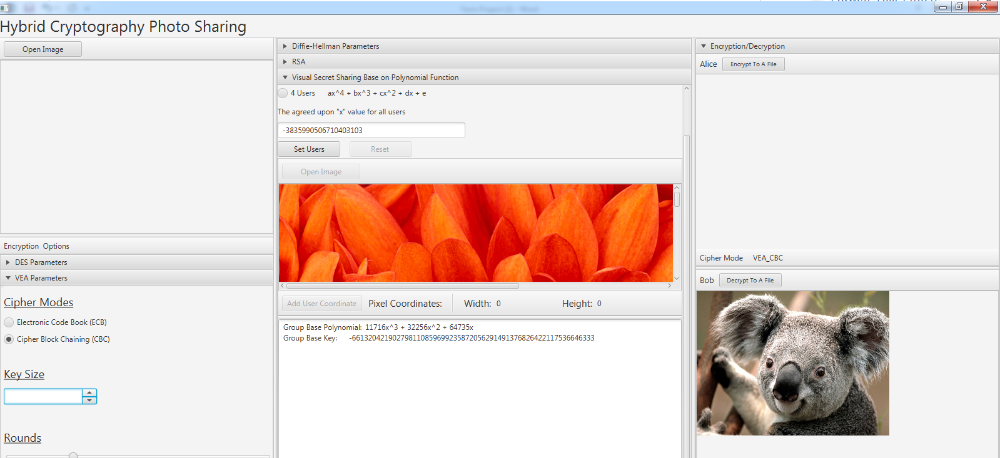 Hybrid Cryptography Photo Sharing
Open Image
Encryption Options
DES Parameters
VEA Parameters
Cipher Modes
Electronic Code Book (ECB)
Cipher Block Chaining (CBC)
Key Size
Rounds
Diffie-Hellman Parameters
RSA
Visual Secret Sharing Base on Polynomial Function
4 Users ax^4 + bx^3 + cx^2 + dx + e
The agreed upon "x" value for all users
-3835990506710403103
Set Users Reset
Open Image
Add User Coordinate Pixel Coordinates: Width: 0 Height: 0
Group Base Polynomial: 11716x^3 + 32256x^2 + 64735x
Group Base Key: -661320421902798110859699235872056291491376826422117536646333
Encryption/Decryption
Alice Encrypt To A File
Cipher Mode VEA_CBC
Bob Decrypt To A File